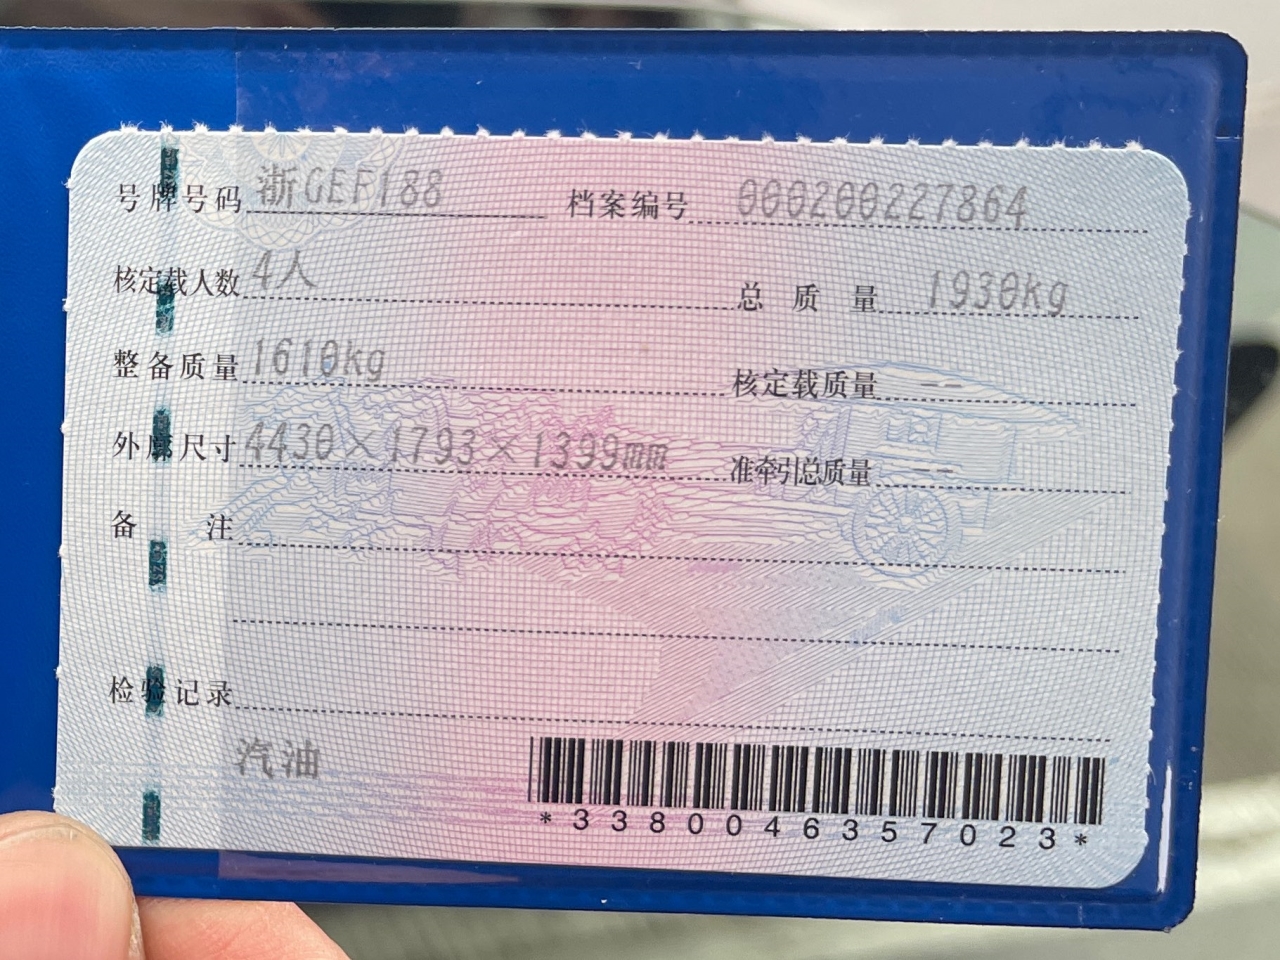 号牌号码 浙GEF188 档案编号 000200227864
核定载人数 4人 总质量 1930kg
整备质量 1610kg 核定载质量 --
外廓尺寸 4430×1793×1399mm 准牵引总质量 --
备注
检验记录
汽油
*3380046357023*